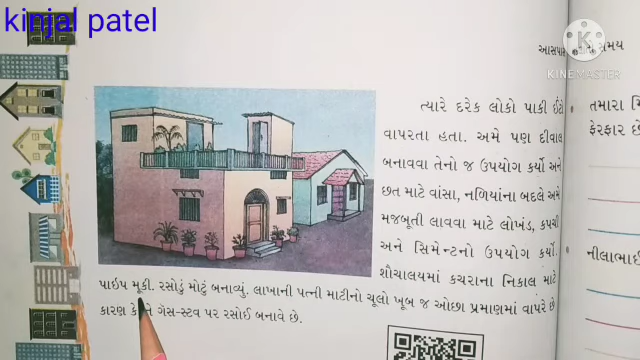 kinjal patel
KINEMASTER
સમય
ત્યારે દરેક લોકો પાકી ઈંટો
વાપરતા હતા. અમે પણ દીવાલ
બનાવવા તેનો જ ઉપયોગ કર્યો અને
છત માટે વાંસા, નળિયાંના બદલે અમે
મજબૂતી લાવવા માટે લોખંડ, કપચી
અને સિમેન્ટનો ઉપયોગ કર્યો.
શૌચાલયમાં કચરાના નિકાલ માટે
પાઇપ મૂકી. રસોડું મોટું બનાવ્યું. લાખાની પત્ની માટીનો ચૂલો ખૂબ જ ઓછા પ્રમાણમાં વાપરે છે
કારણ કે ગૅસ-સ્ટવ પર રસોઈ બનાવે છે.
તમારા
ફેરફાર છે
નીલાભાઈ